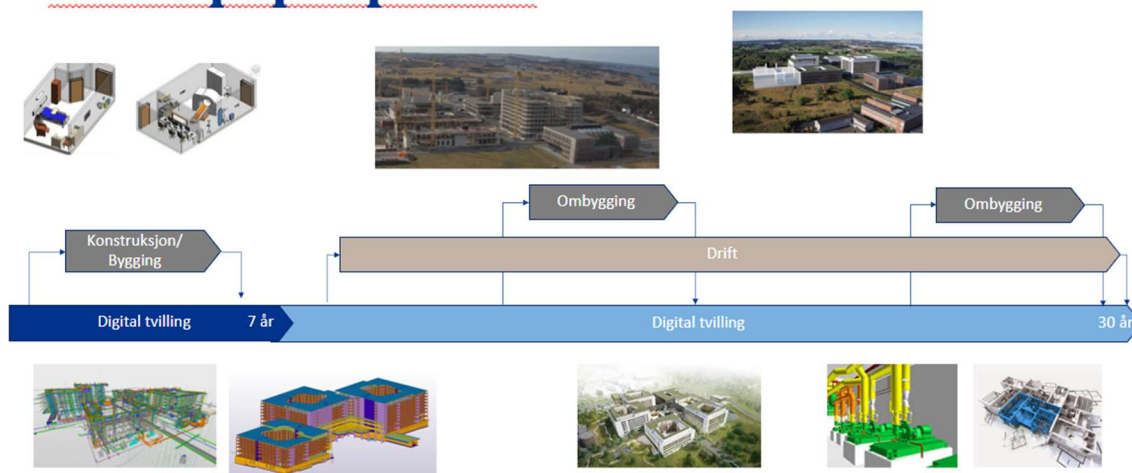 Ombygging
Ombygging
Konstruksjon/
Bygging
Drift
Digital tvilling
7 år
Digital tvilling
30 år